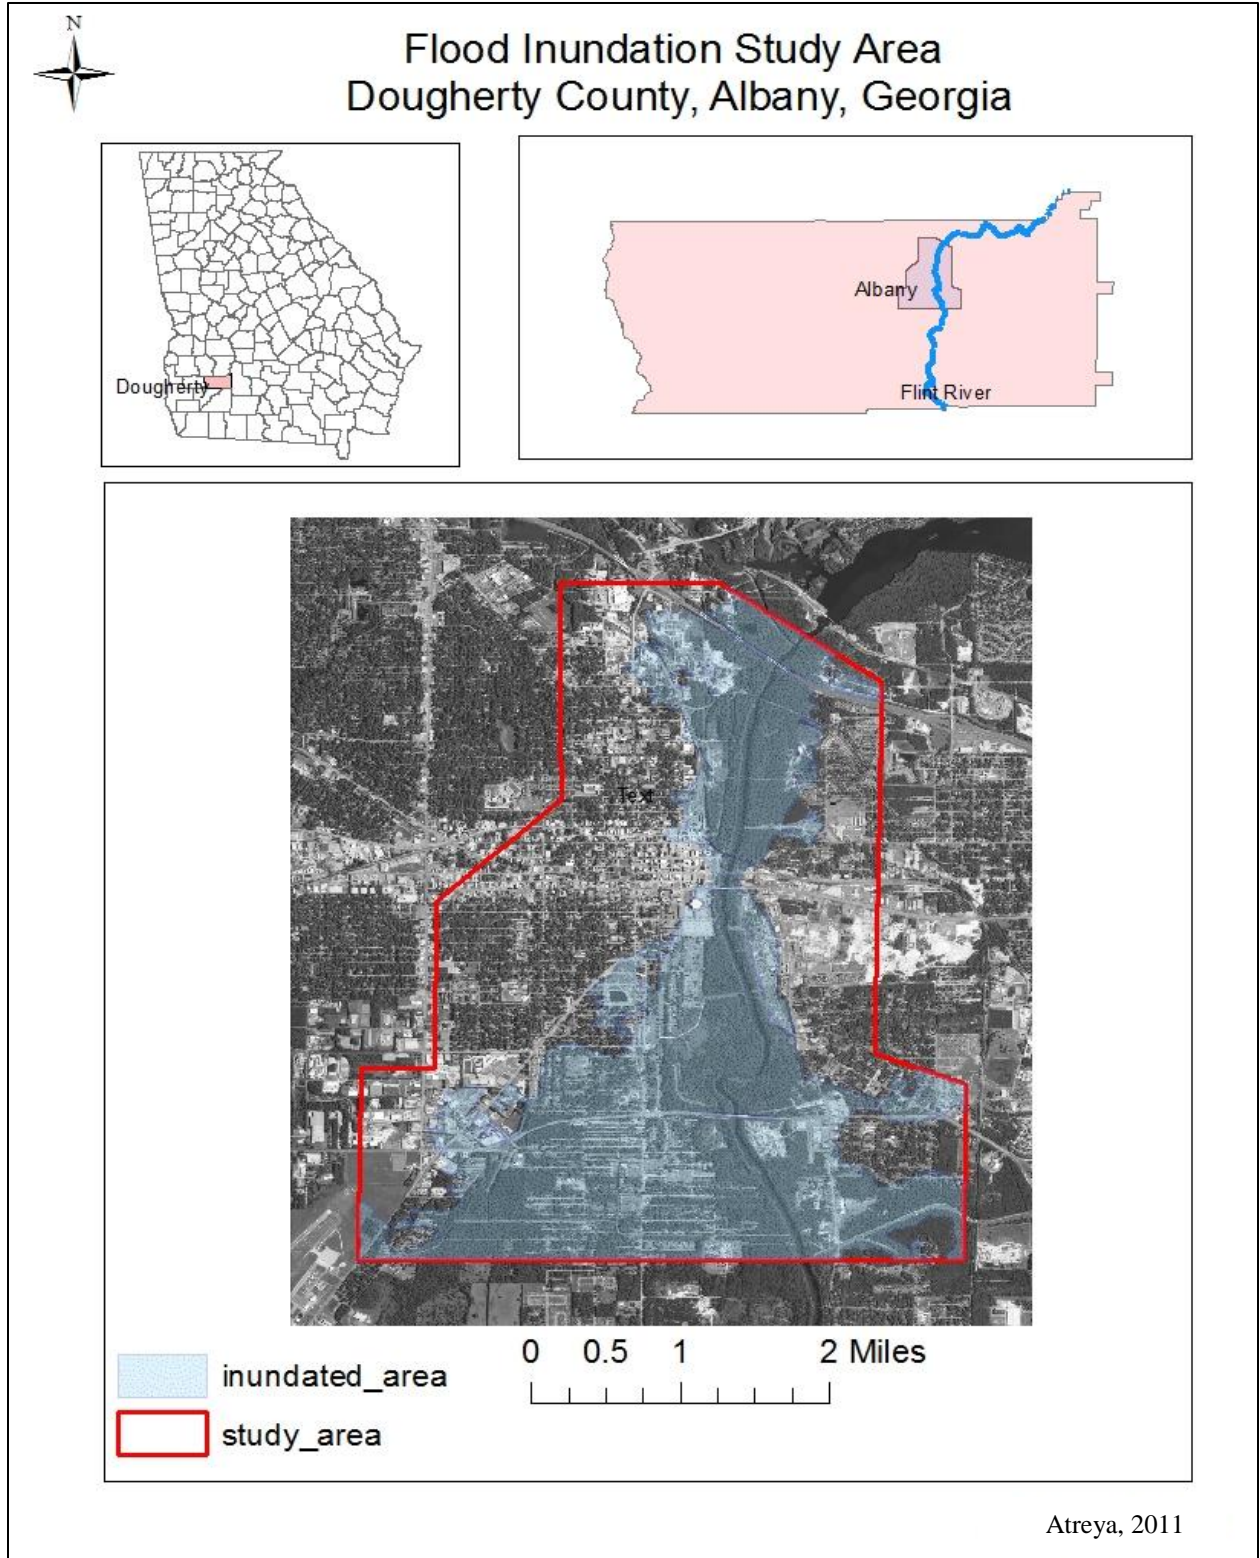 N
Flood Inundation Study Area
Dougherty County, Albany, Georgia
Dougherty
Albany
Flint River
Text
0 0.5 1 2 Miles
inundated_area
study_area
Atreya, 2011